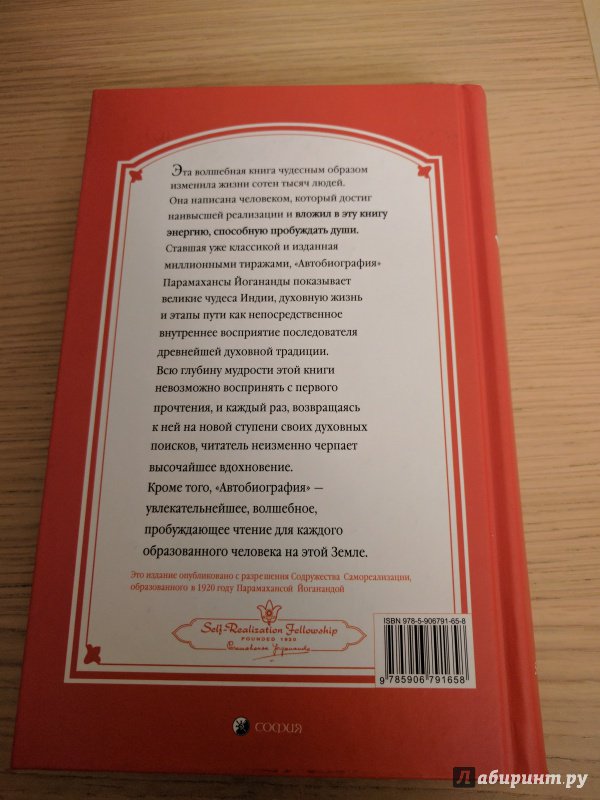 Эта волшебная книга чудесным образом
изменила жизни сотен тысяч людей.
Она написана человеком, который достиг
наивысшей реализации и вложил в эту книгу
энергию, способную пробуждать души.
Ставшая уже классикой и изданная
миллионными тиражами, «Автобиография»
Парамахансы Йогананды показывает
великие чудеса Индии, духовную жизнь
и этапы пути как непосредственное
внутреннее восприятие последователя
древнейшей духовной традиции.
Всю глубину мудрости этой книги
невозможно воспринять с первого
прочтения, и каждый раз, возвращаясь
к ней на новой ступени своих духовных
поисков, читатель неизменно черпает
высочайшее вдохновение.
Кроме того, «Автобиография» —
увлекательнейшее, волшебное,
пробуждающее чтение для каждого
образованного человека на этой Земле.
Это издание опубликовано с разрешения Содружества Самореализации,
образованного в 1920 году Парамахансой Йоганандой
Self-Realization Fellowship
FOUNDED 1920
Paramahansa Yogananda
ISBN 978-5-906791-65-8
9 785906 791658
СОФИЯ
Лабиринт.ру